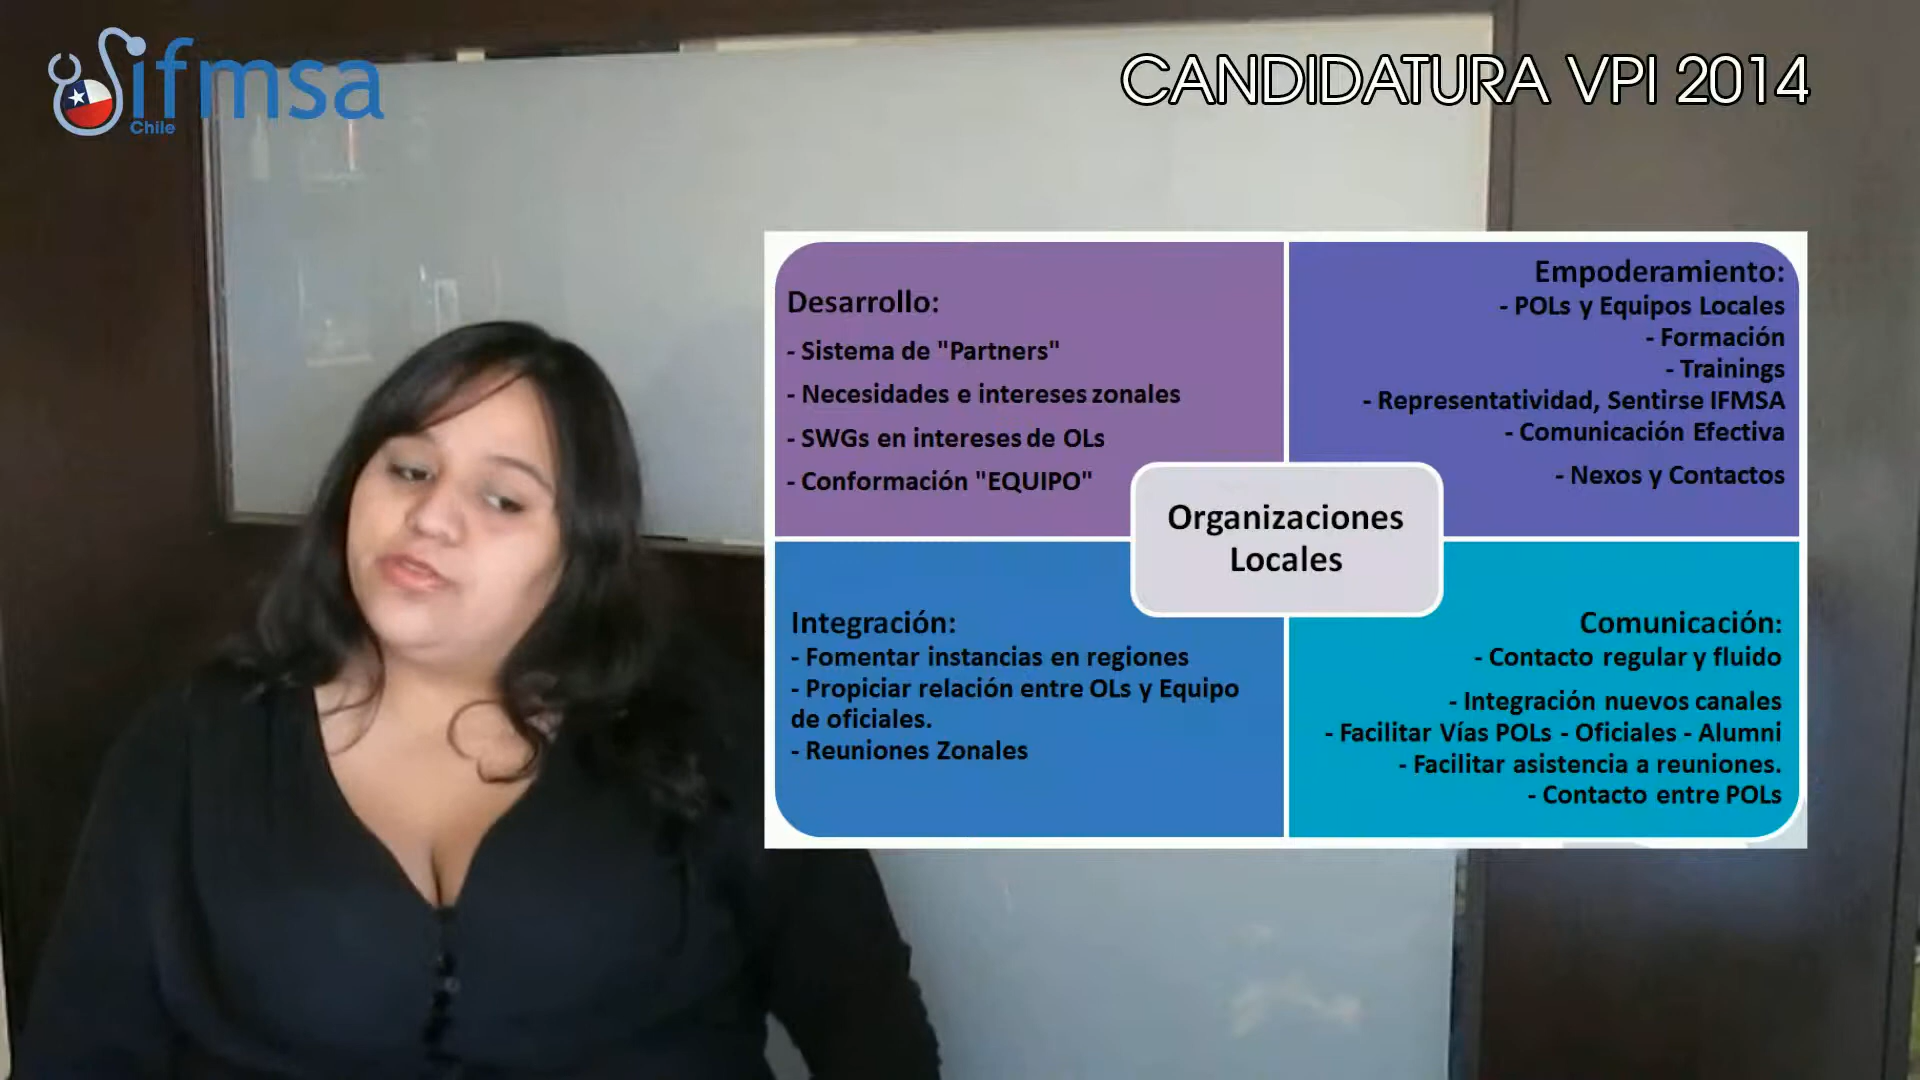 ifmsa
Chile
CANDIDATURA VPI 2014
Desarrollo:
- Sistema de "Partners"
- Necesidades e intereses zonales
- SWGs en intereses de OLs
- Conformación "EQUIPO"
Empoderamiento:
- POLs y Equipos Locales
- Formación
- Trainings
- Representatividad, Sentirse IFMSA
- Comunicación Efectiva
- Nexos y Contactos
Organizaciones
Locales
Integración:
- Fomentar instancias en regiones
- Propiciar relación entre OLs y Equipo
de oficiales.
- Reuniones Zonales
Comunicación:
- Contacto regular y fluido
- Integración nuevos canales
- Facilitar Vías POLs - Oficiales - Alumni
- Facilitar asistencia a reuniones.
- Contacto entre POLs